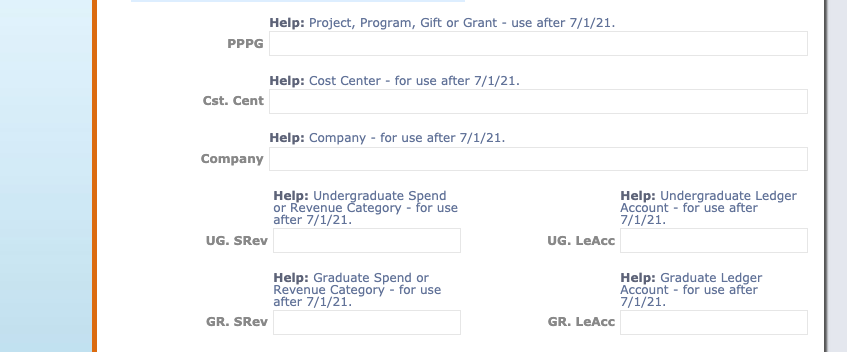 Help: Project, Program, Gift or Grant - use after 7/1/21.
PPPG
Help: Cost Center - for use after 7/1/21.
Cst. Cent
Help: Company - for use after 7/1/21.
Company
Help: Undergraduate Spend
or Revenue Category - for use
after 7/1/21.
UG. SRev
Help: Undergraduate Ledger
Account - for use after
7/1/21.
UG. LeAcc
Help: Graduate Spend or
Revenue Category - for use
after 7/1/21.
GR. SRev
Help: Graduate Ledger
Account - for use after
7/1/21.
GR. LeAcc